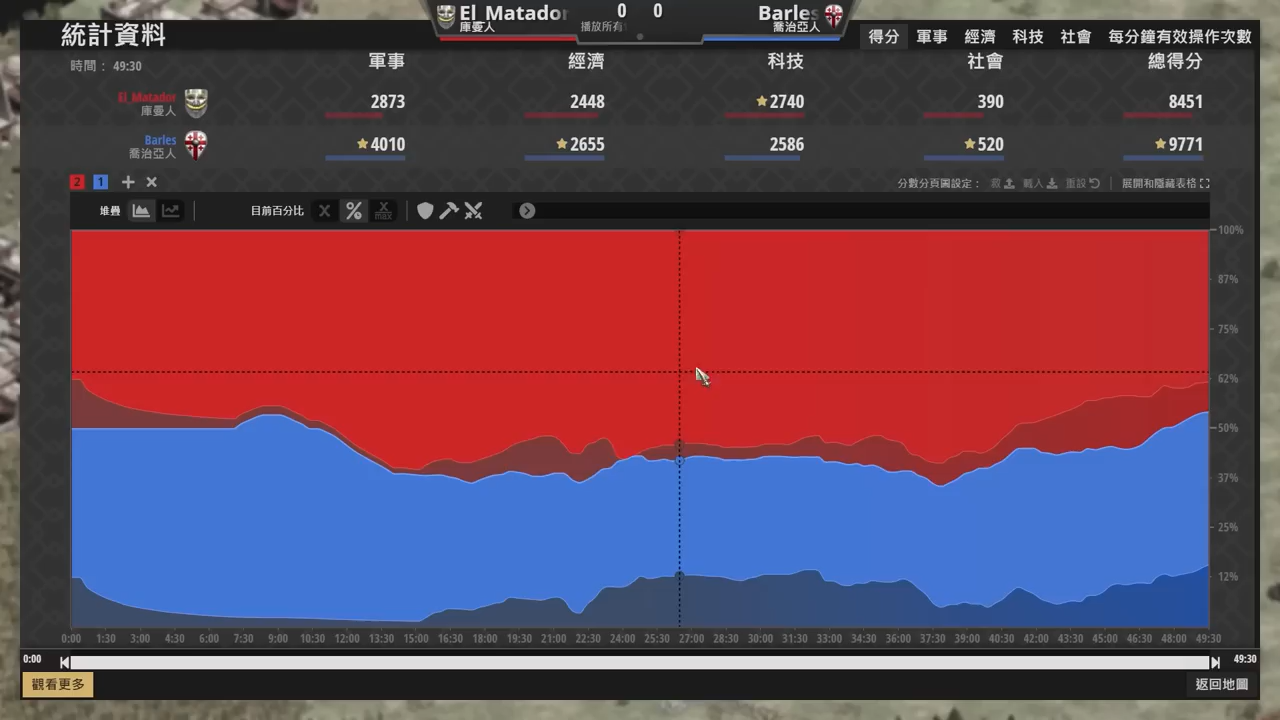 El_Matador 0 0 Barles
庫曼人 播放所有 喬治亞人
統計資料
得分 軍事 經濟 科技 社會 每分鐘有效操作次數
時間： 49:30
軍事 經濟 科技 社會 總得分
El_Matador
庫曼人
2873 2448 2740 390 8451
Barles
喬治亞人
4010 2655 2586 520 9771
2 1
分數分頁圖設定： 載入 重設 展開和隱藏表格
堆疊 目前百分比 X % X max
100%
87%
75%
62%
50%
37%
25%
12%
0:00 1:30 3:00 4:30 6:00 7:30 9:00 10:30 12:00 13:30 15:00 16:30 18:00 19:30 21:00 22:30 24:00 25:30 27:00 28:30 30:00 31:30 33:00 34:30 36:00 37:30 39:00 40:30 42:00 43:30 45:00 46:30 48:00 49:30
0:00 49:30
觀看更多 返回地圖